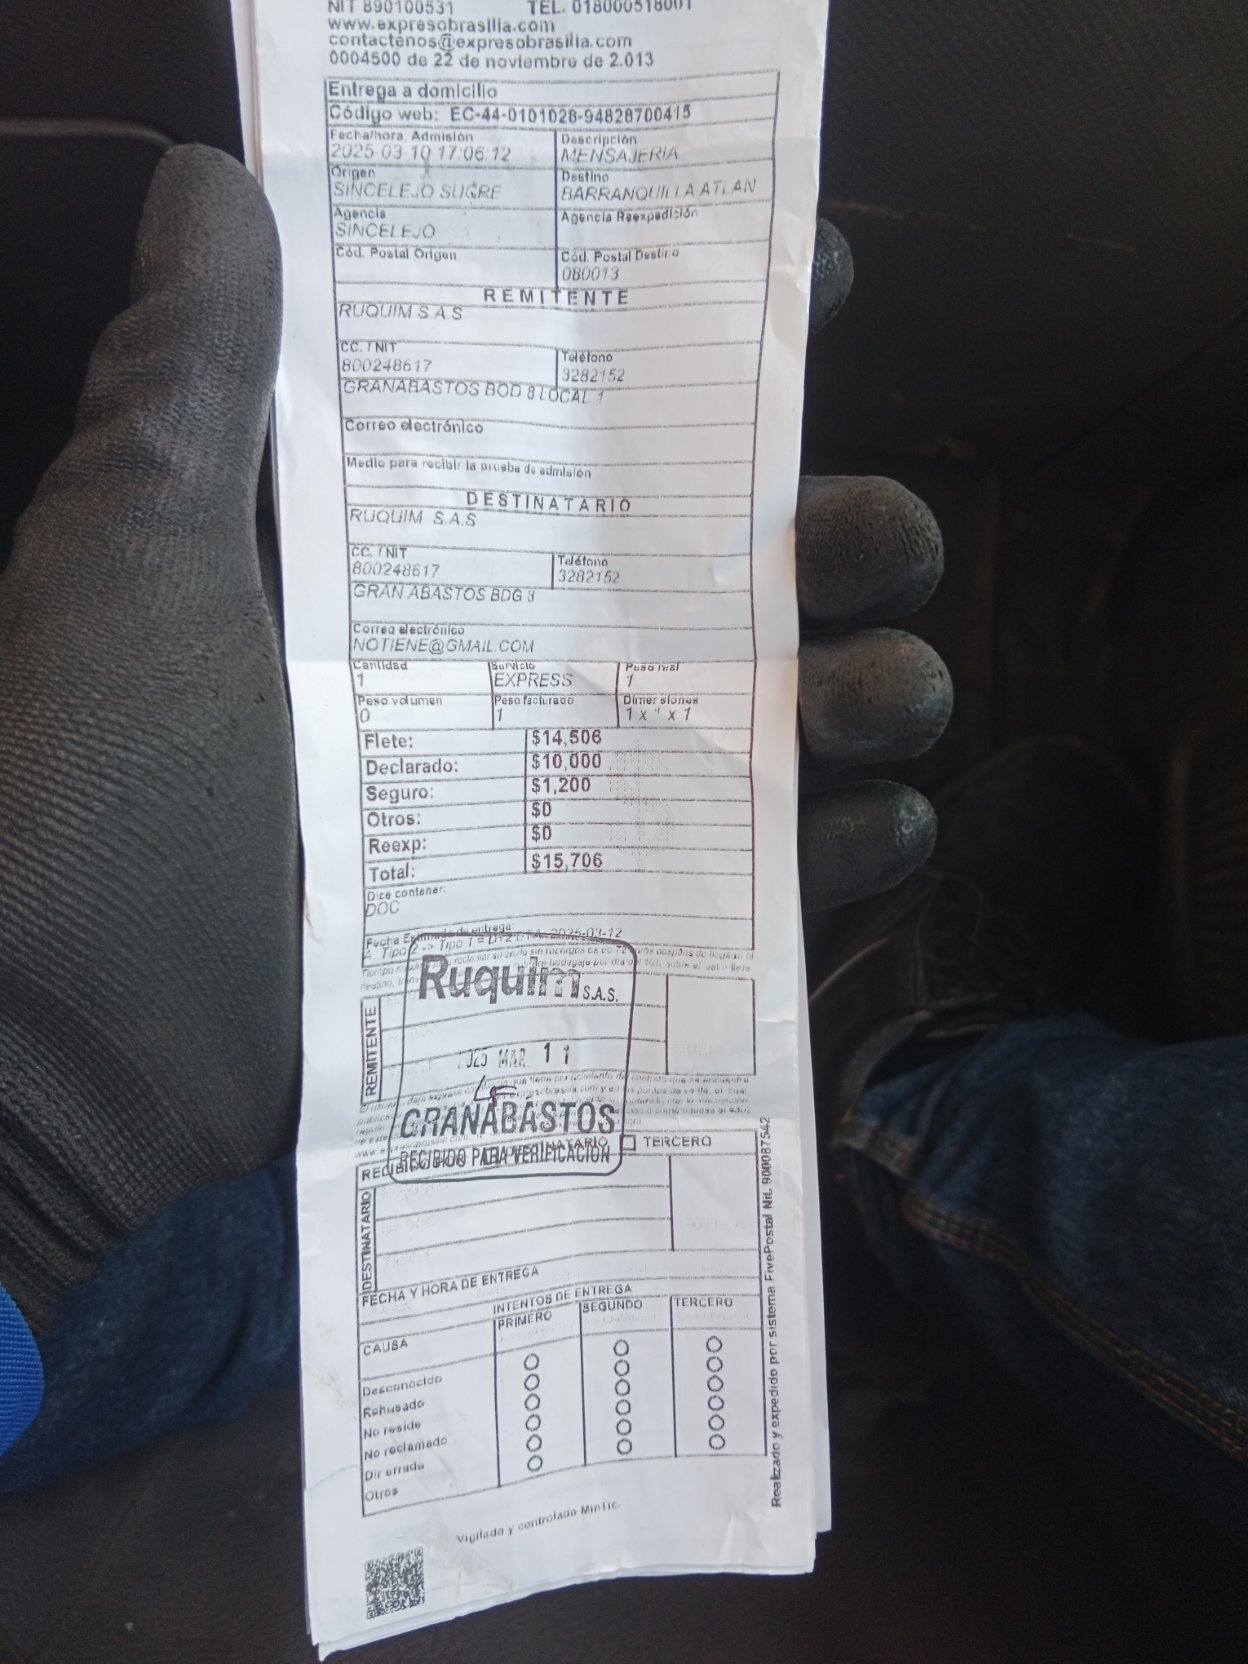 NIT 890100531 TEL. 018000518001
www.expresobrasilia.com
contactenos@expresobrasilia.com
0004500 de 22 de noviembre de 2.013
Entrega a domicilio
Código web: EC-44-0101028-94828700415
Fecha/hora Admisión Descripción
2025-03-10 17:06:12 MENSAJERIA
Origen Destino
SINCELEJO SUCRE BARRANQUILLA ATLAN
Agencia Agencia Reexpedición
SINCELEJO
Cód. Postal Origen Cód. Postal Destino
080013
REMITENTE
RUQUIM S.A.S
CC. / NIT Teléfono
800248617 3282152
GRANABASTOS BOD 8 LOCAL 1
Correo electrónico
Medio para recibir la prueba de admisión
DESTINATARIO
RUQUIM S.A.S
CC. / NIT Teléfono
800248617 3282152
GRAN ABASTOS BDG 8
Correo electrónico
NOTIENE@GMAIL.COM
Cantidad Servicio Peso real
1 EXPRESS 1
Peso volumen Peso facturado Dimensiones
0 1 1 x 1 x 1
Flete: $14,506
Declarado: $10,000
Seguro: $1,200
Otros: $0
Reexp: $0
Total: $15,706
Dice contener:
DOC
Fecha Estimada de entrega: 2025-03-12
Ruquim S.A.S.
REMITENTE
2025 MAR. 11
GRANABASTOS
RECIBIDO PARA VERIFICACION
TERCERO
DESTINATARIO
FECHA Y HORA DE ENTREGA
INTENTOS DE ENTREGA
CAUSA PRIMERO SEGUNDO TERCERO
Desconocido
Rehusado
No reside
No reclamado
Dir errada
Otros
Realizado y expedido por sistema FivePostal Nit. 900087542
Vigilado y controlado MinTic.